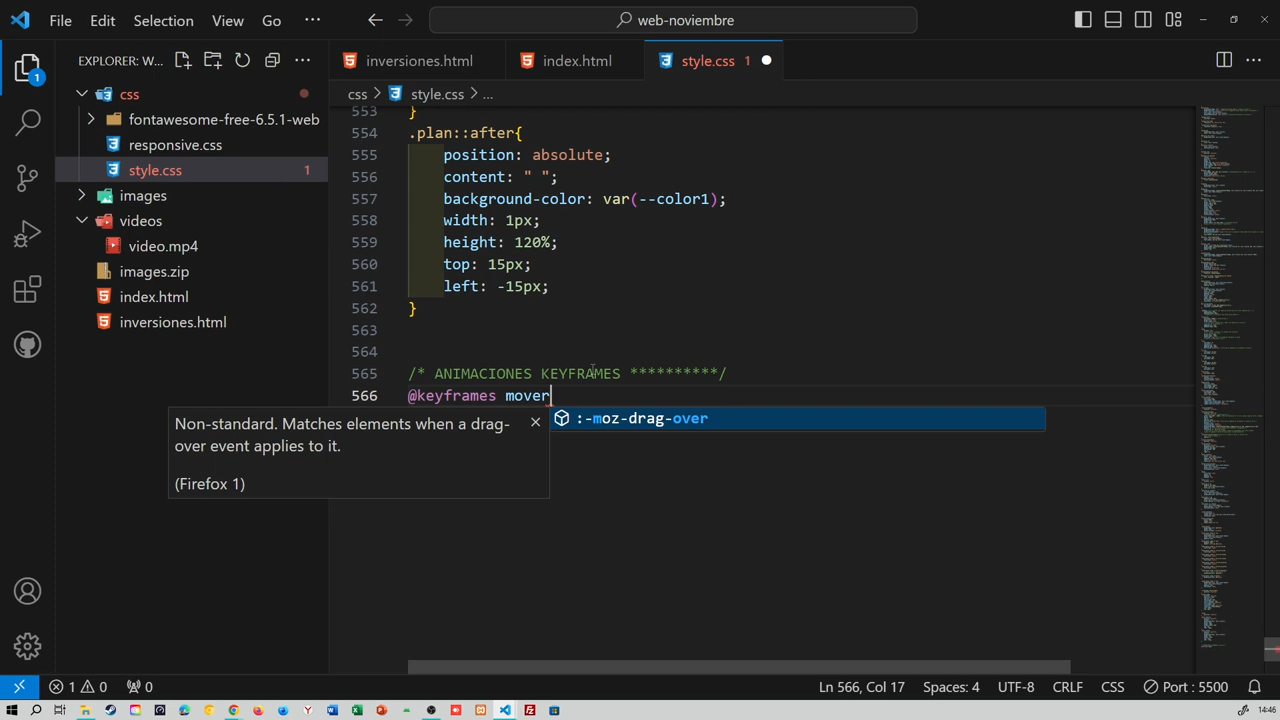 File Edit Selection View Go ··· web-noviembre
EXPLORER: W... ···
inversiones.html index.html style.css 1
css > style.css > ...
1
css
fontawesome-free-6.5.1-web
responsive.css
style.css 1
images
videos
video.mp4
images.zip
index.html
inversiones.html
553 }
554 .plan::after{
555 position: absolute;
556 content: " ";
557 background-color: var(--color1);
558 width: 1px;
559 height: 120%;
560 top: 15px;
561 left: -15px;
562 }
563
564
565 /* ANIMACIONES KEYFRAMES **********/
566 @keyframes mover
:-moz-drag-over
Non-standard. Matches elements when a drag-
over event applies to it.
(Firefox 1)
1 0 0 Ln 566, Col 17 Spaces: 4 UTF-8 CRLF CSS Port : 5500
14:46